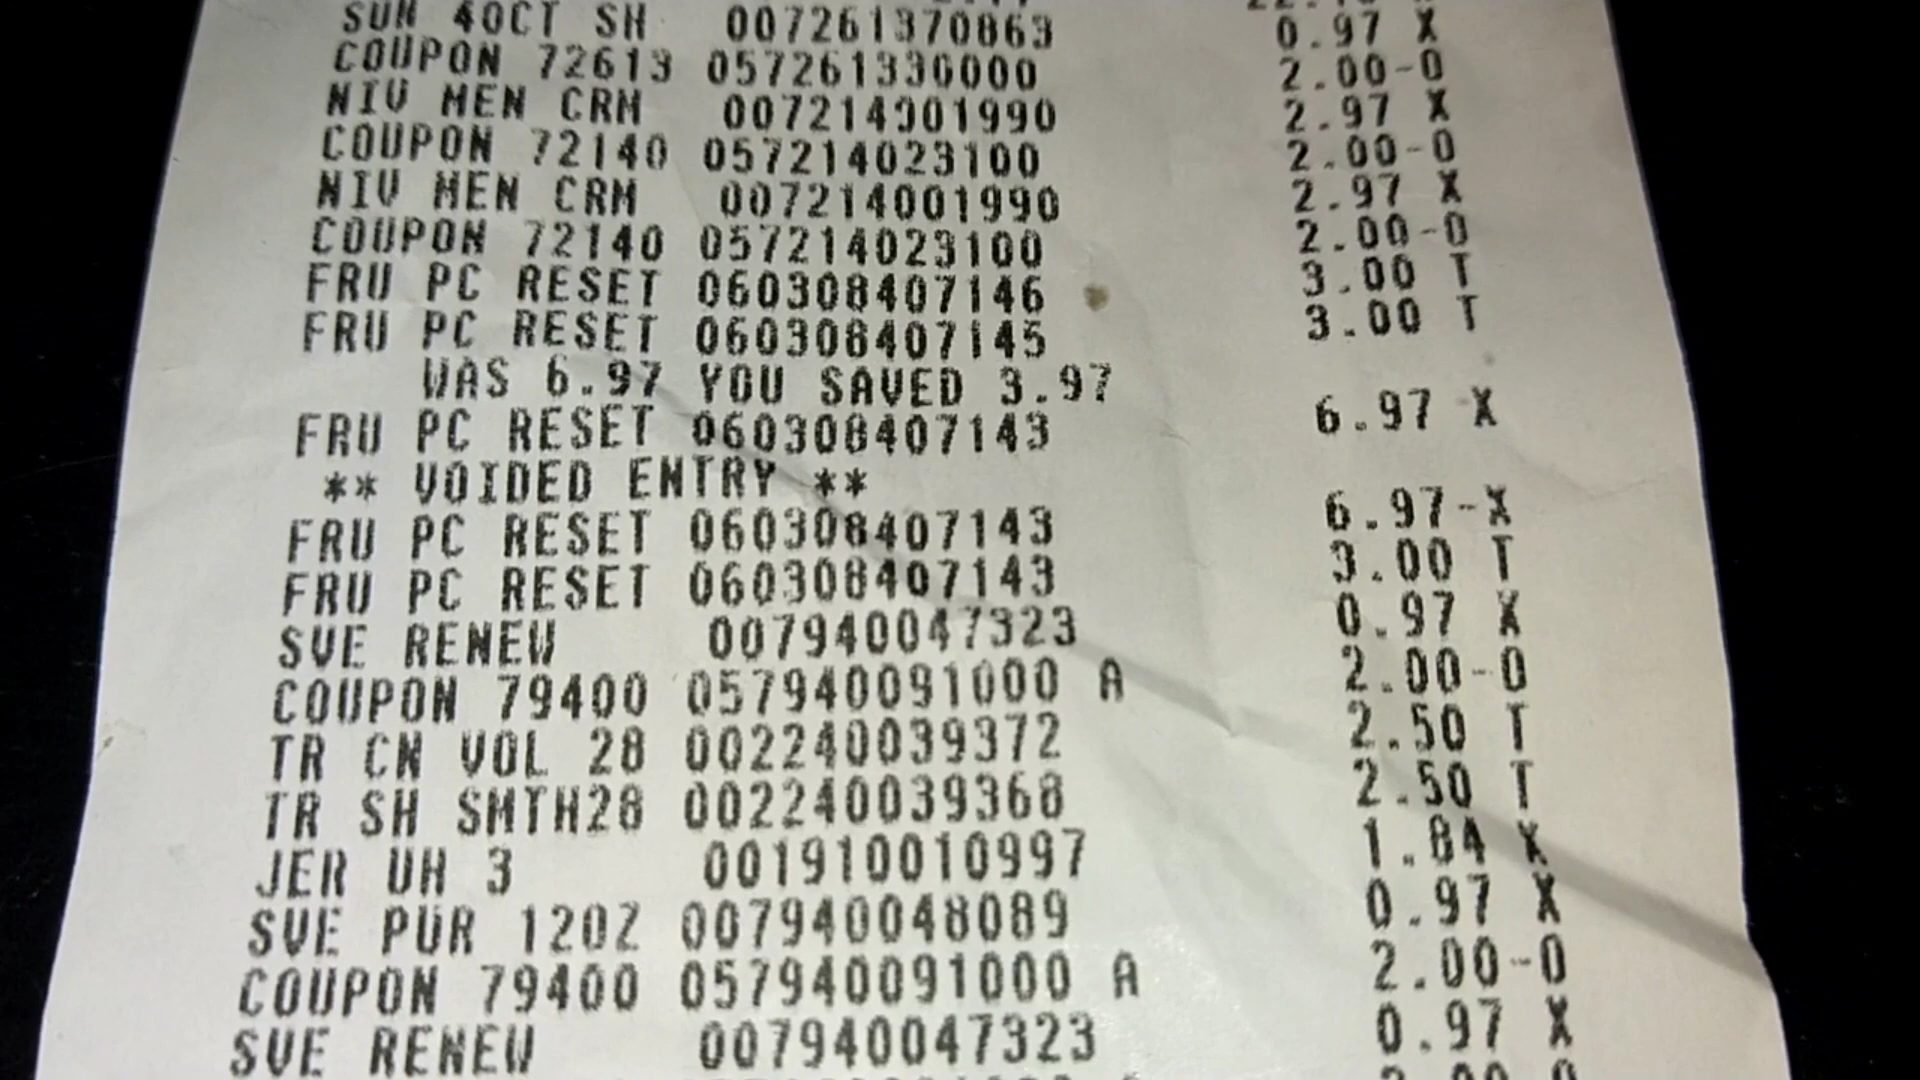 SUN 40CT SH 007261370863 0.97 X
COUPON 72613 057261330000 2.00-O
NIV MEN CRM 007214001990 2.97 X
COUPON 72140 057214023100 2.00-O
NIV MEN CRM 007214001990 2.97 X
COUPON 72140 057214023100 2.00-O
FRU PC RESET 060308407146 3.00 T
FRU PC RESET 060308407145 3.00 T
WAS 6.97 YOU SAVED 3.97
FRU PC RESET 060308407143 6.97 X
** VOIDED ENTRY **
FRU PC RESET 060308407143 6.97-X
FRU PC RESET 060308407143 3.00 T
SVE RENEW 007940047323 0.97 X
COUPON 79400 057940091000 A 2.00-O
TR CN VOL 28 002240039372 2.50 T
TR SH SMTH28 002240039368 2.50 T
JER UH 3 001910010997 1.84 X
SVE PUR 12OZ 007940048089 0.97 X
COUPON 79400 057940091000 A 2.00-O
SVE RENEW 007940047323 0.97 X